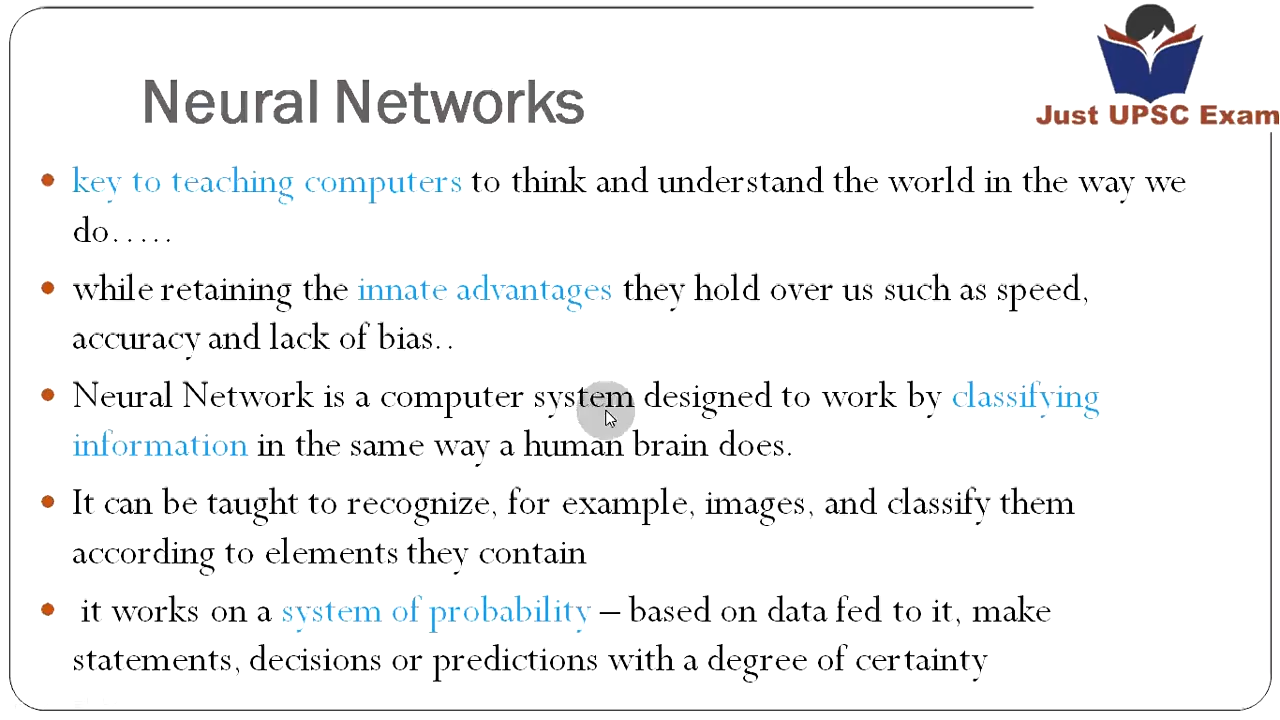 Just UPSC Exam
Neural Networks
key to teaching computers to think and understand the world in the way we
do.....
while retaining the innate advantages they hold over us such as speed,
accuracy and lack of bias..
Neural Network is a computer system designed to work by classifying
information in the same way a human brain does.
It can be taught to recognize, for example, images, and classify them
according to elements they contain
it works on a system of probability – based on data fed to it, make
statements, decisions or predictions with a degree of certainty